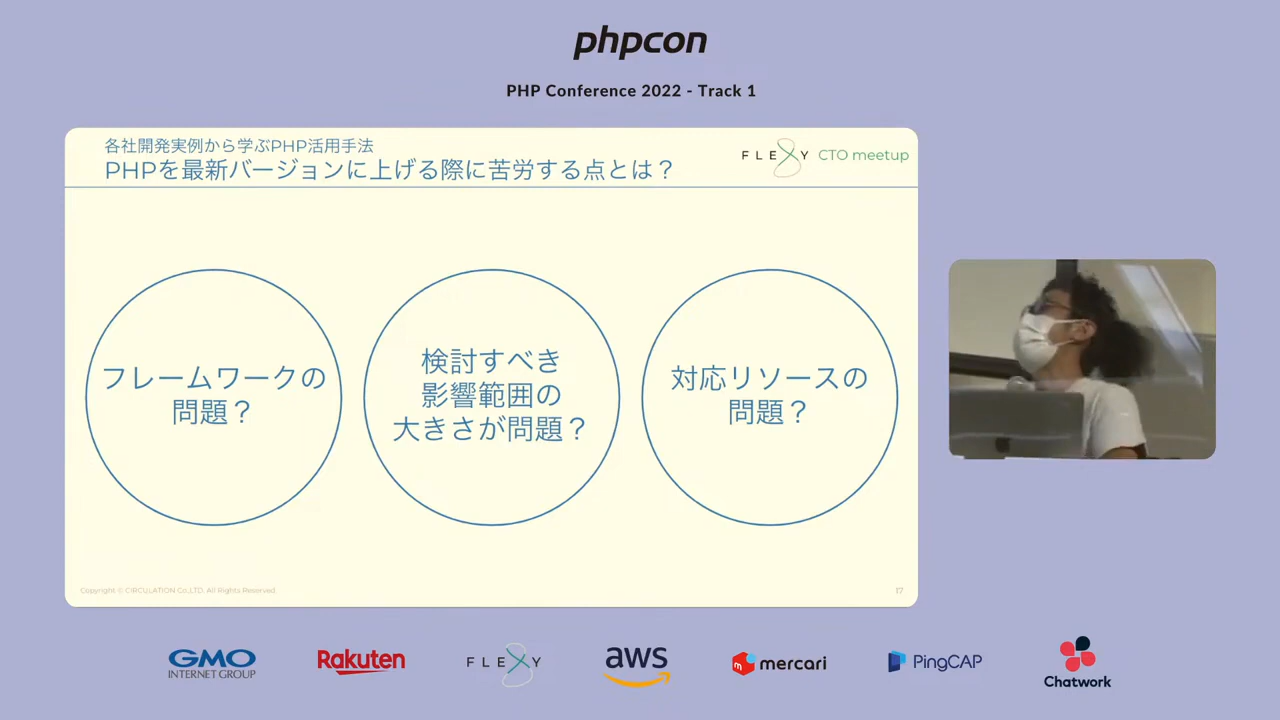 phpcon
PHP Conference 2022 - Track 1
各社開発実例から学ぶPHP活用手法
PHPを最新バージョンに上げる際に苦労する点とは？
FLEXY CTO meetup
フレームワークの
問題？
検討すべき
影響範囲の
大きさが問題？
対応リソースの
問題？
Copyright © CIRCULATION Co.,LTD. All Rights Reserved.
17
GMO
INTERNET GROUP
Rakuten
FLEXY
aws
mercari
PingCAP
Chatwork